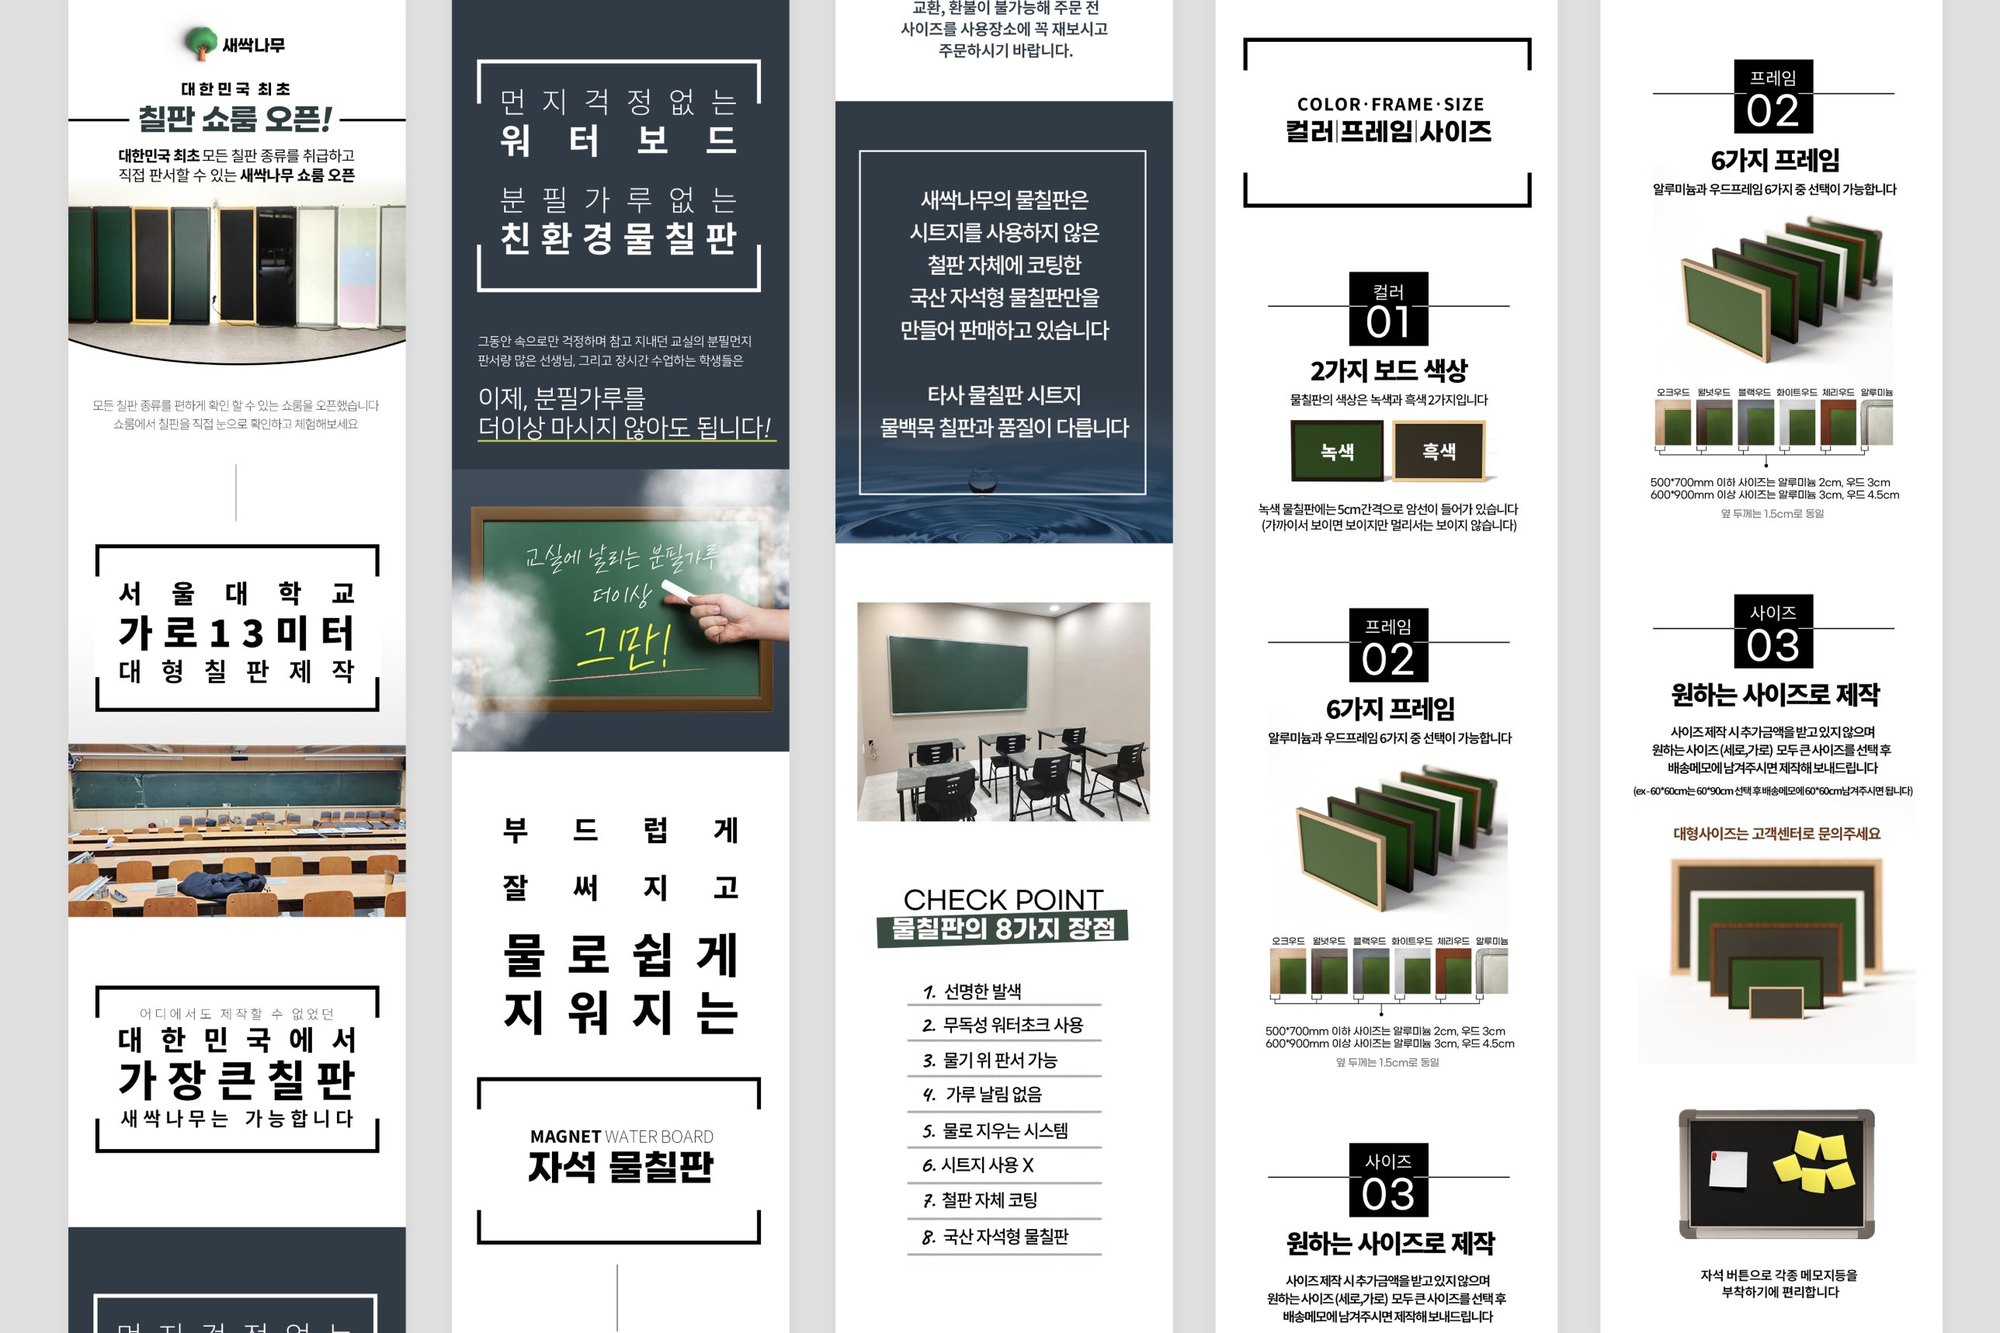 새싹나무
대한민국 최초
칠판 쇼룸 오픈!
대한민국 최초 모든 칠판 종류를 취급하고
직접 판서할 수 있는 새싹나무 쇼룸 오픈
모든 칠판 종류를 편하게 확인 할 수 있는 쇼룸을 오픈했습니다
쇼룸에서 칠판을 직접 눈으로 확인하고 체험해보세요
서울대학교
가로13미터
대형칠판제작
어디에서도 제작할 수 없었던
대한민국에서
가장큰칠판
새싹나무는 가능합니다
먼지걱정없는
먼지걱정없는
워터보드
분필가루없는
친환경물칠판
그동안 속으로만 걱정하며 참고 지내던 교실의 분필먼지
판서량 많은 선생님, 그리고 장시간 수업하는 학생들은
이제, 분필가루를
더이상 마시지 않아도 됩니다!
교실에 날리는 분필가루
더이상
그만!
부드럽게
잘써지고
물로쉽게
지워지는
MAGNET WATER BOARD
자석 물칠판
교환, 환불이 불가능해 주문 전
사이즈를 사용장소에 꼭 재보시고
주문하시기 바랍니다.
새싹나무의 물칠판은
시트지를 사용하지 않은
철판 자체에 코팅한
국산 자석형 물칠판만을
만들어 판매하고 있습니다
타사 물칠판 시트지
물백묵 칠판과 품질이 다릅니다
CHECK POINT
물칠판의 8가지 장점
1. 선명한 발색
2. 무독성 워터초크 사용
3. 물기 위 판서 가능
4. 가루 날림 없음
5. 물로 지우는 시스템
6. 시트지 사용 X
7. 철판 자체 코팅
8. 국산 자석형 물칠판
COLOR·FRAME·SIZE
컬러|프레임|사이즈
컬러
01
2가지 보드 색상
물칠판의 색상은 녹색과 흑색 2가지입니다
녹색 흑색
녹색 물칠판에는 5cm간격으로 암선이 들어가 있습니다
(가까이서 보이면 보이지만 멀리서는 보이지 않습니다)
프레임
02
6가지 프레임
알루미늄과 우드프레임 6가지 중 선택이 가능합니다
오크우드 월넛우드 블랙우드 화이트우드 체리우드 알루미늄
500*700mm 이하 사이즈는 알루미늄 2cm, 우드 3cm
600*900mm 이상 사이즈는 알루미늄 3cm, 우드 4.5cm
옆 두께는 1.5cm로 동일
사이즈
03
원하는 사이즈로 제작
사이즈 제작 시 추가금액을 받고 있지 않으며
원하는 사이즈 (세로,가로) 모두 큰 사이즈를 선택 후
배송메모에 남겨주시면 제작해 보내드립니다
프레임
02
6가지 프레임
알루미늄과 우드프레임 6가지 중 선택이 가능합니다
오크우드 월넛우드 블랙우드 화이트우드 체리우드 알루미늄
500*700mm 이하 사이즈는 알루미늄 2cm, 우드 3cm
600*900mm 이상 사이즈는 알루미늄 3cm, 우드 4.5cm
옆 두께는 1.5cm로 동일
사이즈
03
원하는 사이즈로 제작
사이즈 제작 시 추가금액을 받고 있지 않으며
원하는 사이즈 (세로,가로) 모두 큰 사이즈를 선택 후
배송메모에 남겨주시면 제작해 보내드립니다
(ex - 60*60cm는 60*90cm 선택 후 배송메모에 60*60cm남겨주시면 됩니다)
대형사이즈는 고객센터로 문의주세요
자석 버튼으로 각종 메모지등을
부착하기에 편리합니다